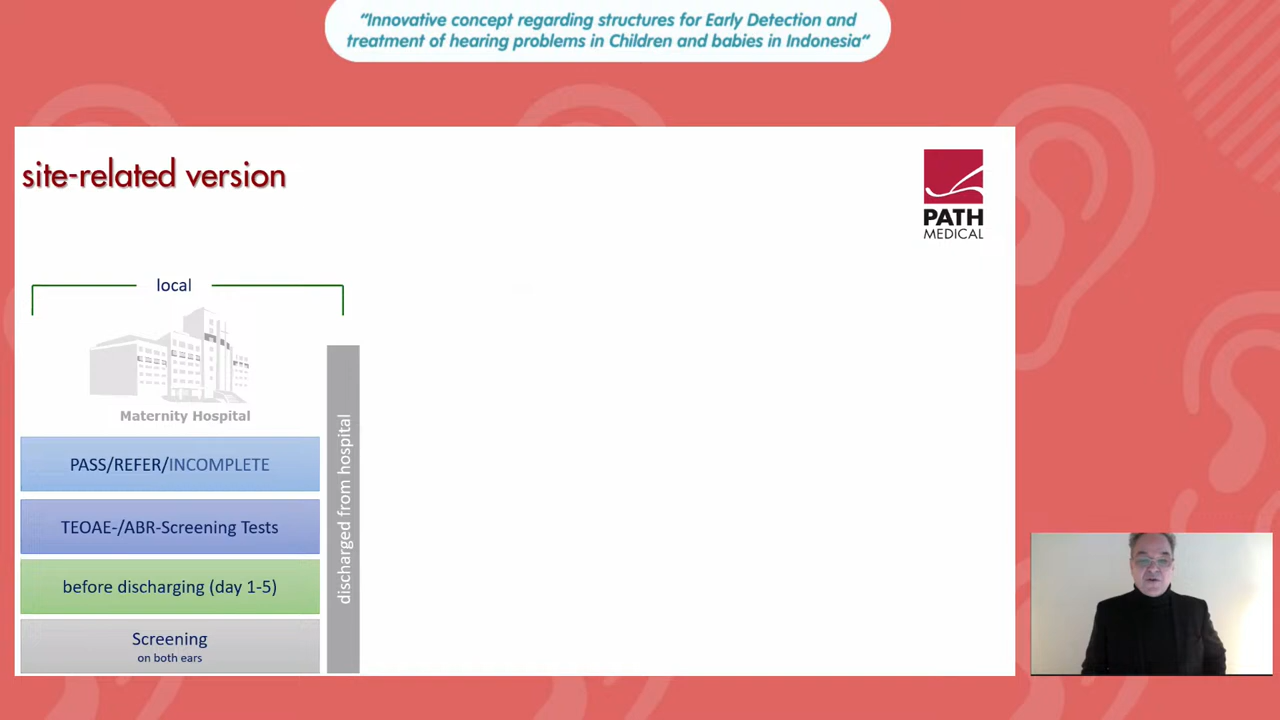 “Innovative concept regarding structures for Early Detection and
treatment of hearing problems in Children and babies in Indonesia“
site-related version
PATH
MEDICAL
local
Maternity Hospital
PASS/REFER/INCOMPLETE
TEOAE-/ABR-Screening Tests
before discharging (day 1-5)
Screening
on both ears
discharged from hospital